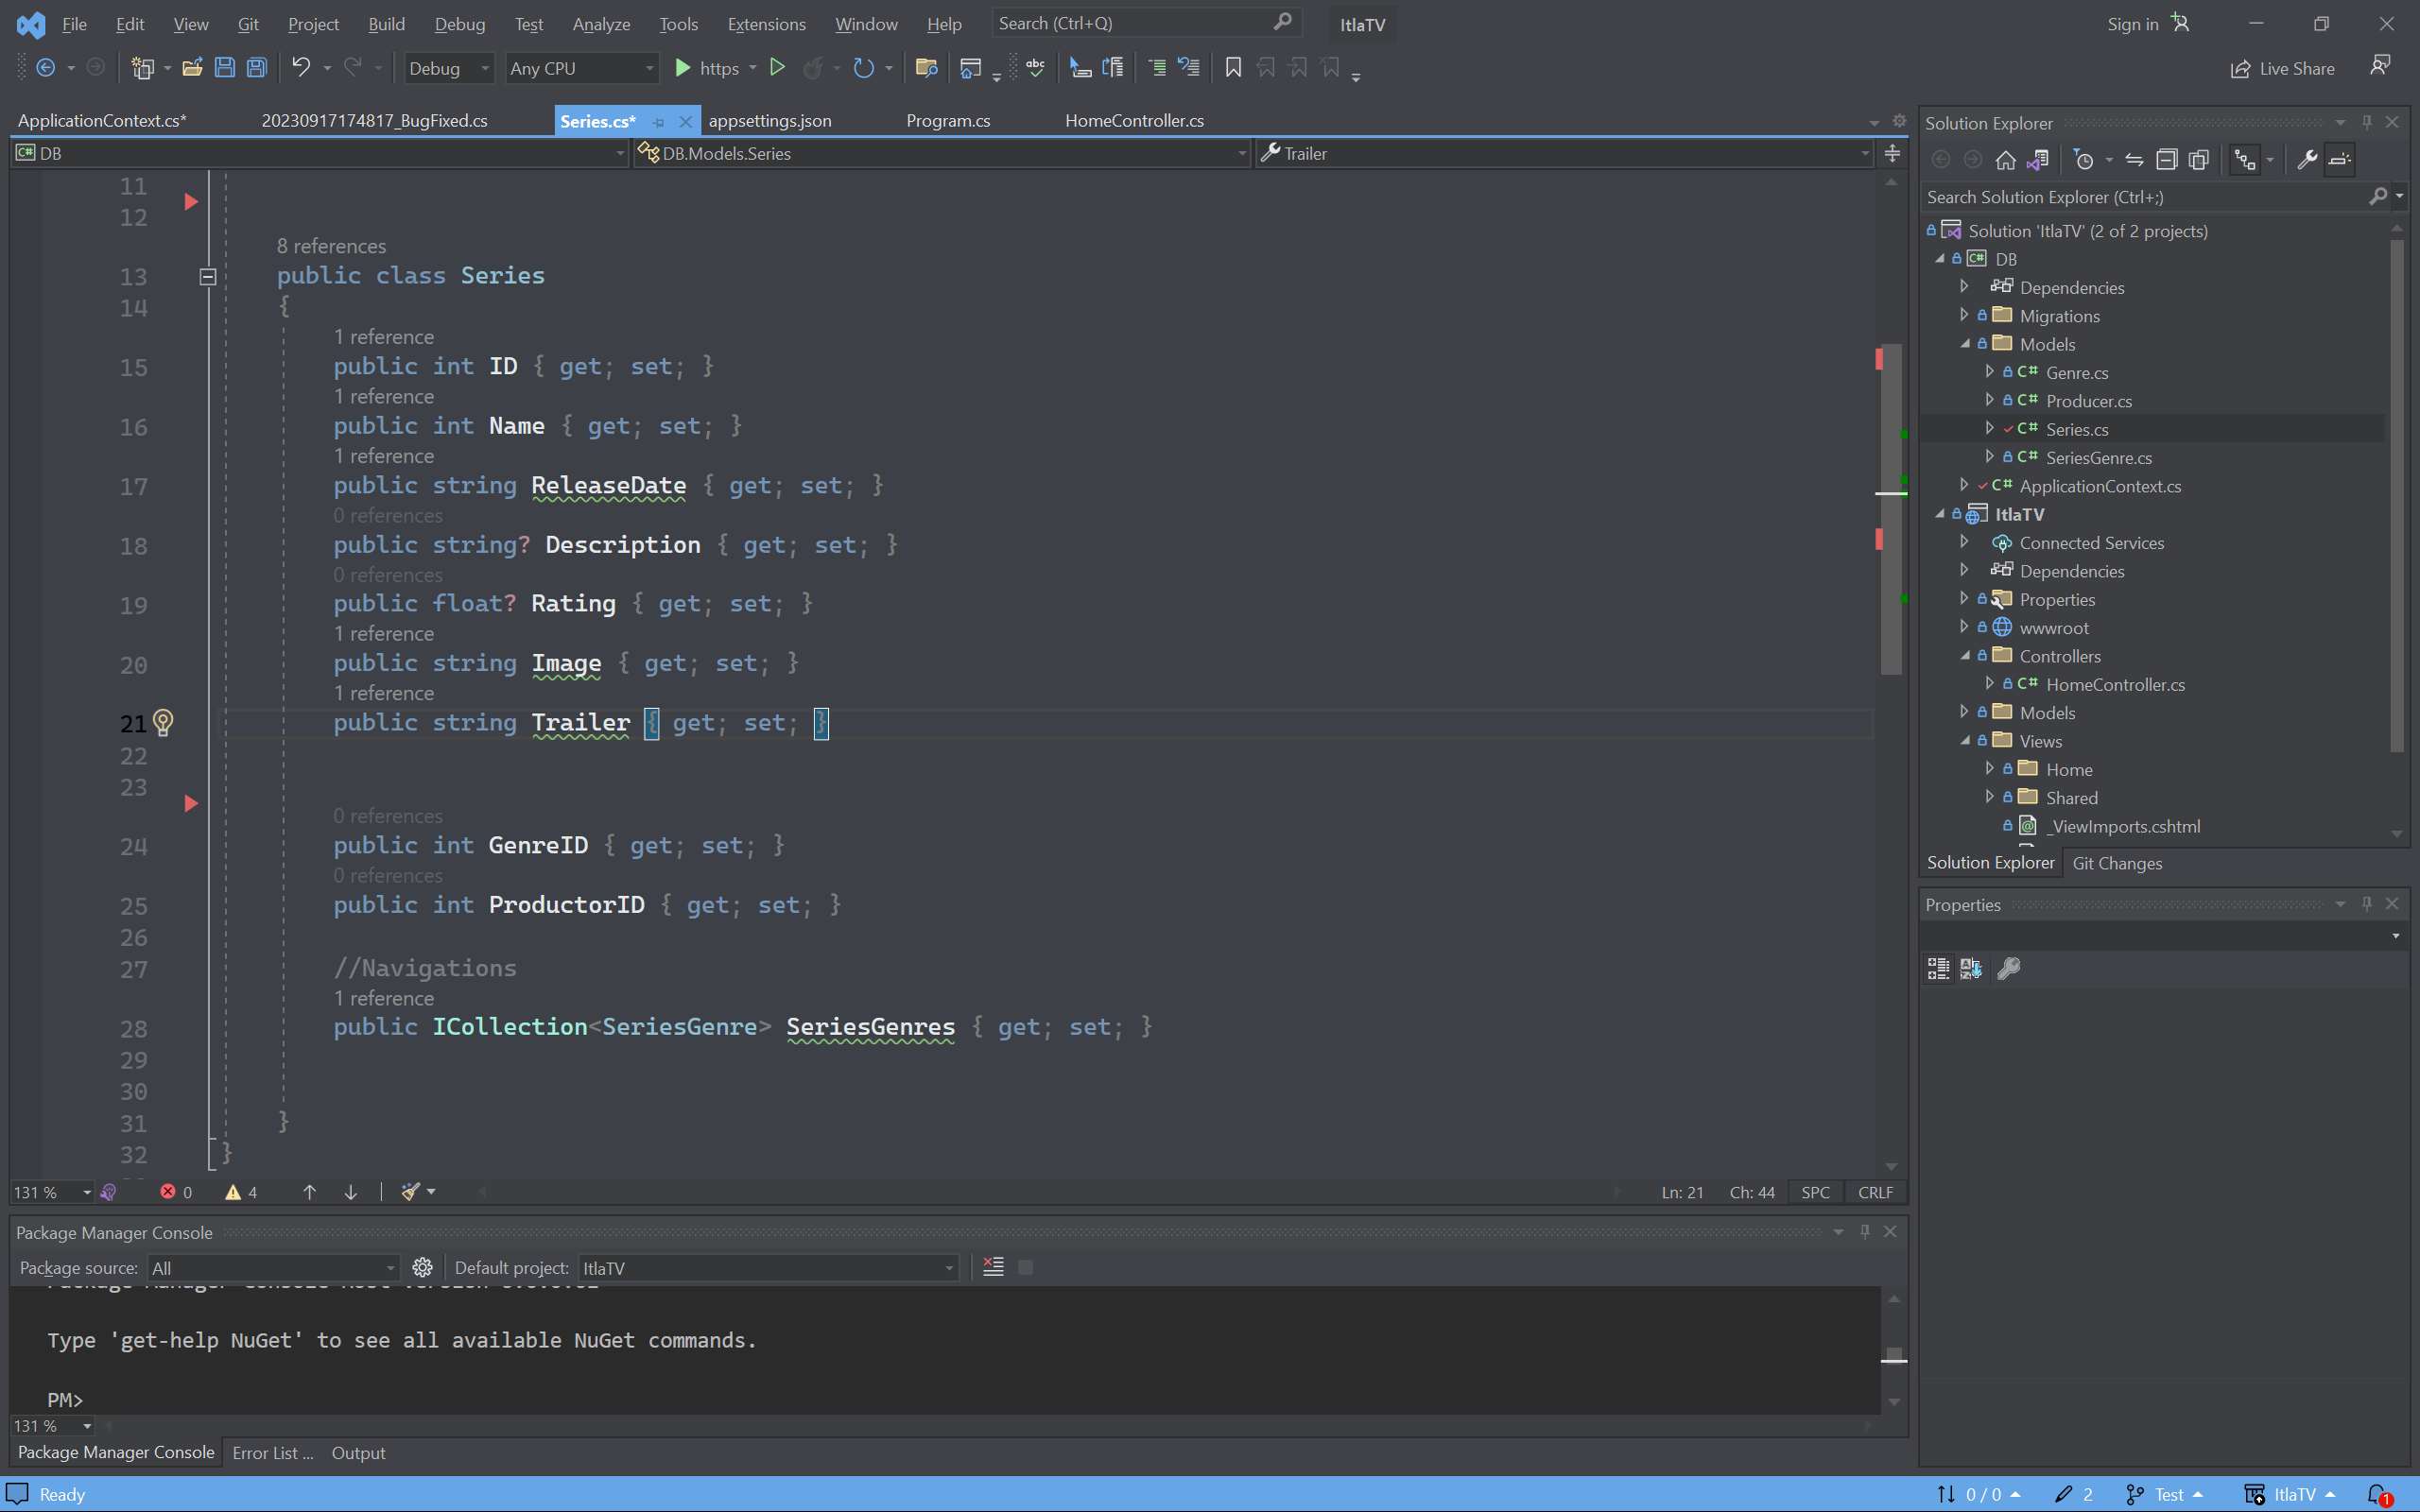 File Edit View Git Project Build Debug Test Analyze Tools Extensions Window Help Search (Ctrl+Q) ItlaTV Sign in
Debug Any CPU https Live Share
ApplicationContext.cs* 20230917174817_BugFixed.cs Series.cs* appsettings.json Program.cs HomeController.cs
DB DB.Models.Series Trailer
11
12
8 references
13 public class Series
14 {
1 reference
15 public int ID { get; set; }
1 reference
16 public int Name { get; set; }
1 reference
17 public string ReleaseDate { get; set; }
0 references
18 public string? Description { get; set; }
0 references
19 public float? Rating { get; set; }
1 reference
20 public string Image { get; set; }
1 reference
21 public string Trailer { get; set; }
22
23
0 references
24 public int GenreID { get; set; }
0 references
25 public int ProductorID { get; set; }
26
27 //Navigations
1 reference
28 public ICollection<SeriesGenre> SeriesGenres { get; set; }
29
30
31 }
32 }
131 % 0 4 Ln: 21 Ch: 44 SPC CRLF
Package Manager Console
Package source: All Default project: ItlaTV
Type 'get-help NuGet' to see all available NuGet commands.
PM>
131 %
Package Manager Console Error List ... Output
Solution Explorer
Search Solution Explorer (Ctrl+;)
Solution 'ItlaTV' (2 of 2 projects)
C# DB
Dependencies
Migrations
Models
C# Genre.cs
C# Producer.cs
C# Series.cs
C# SeriesGenre.cs
C# ApplicationContext.cs
ItlaTV
Connected Services
Dependencies
Properties
wwwroot
Controllers
C# HomeController.cs
Models
Views
Home
Shared
_ViewImports.cshtml
Solution Explorer Git Changes
Properties
Ready 0 / 0 2 Test ItlaTV 1